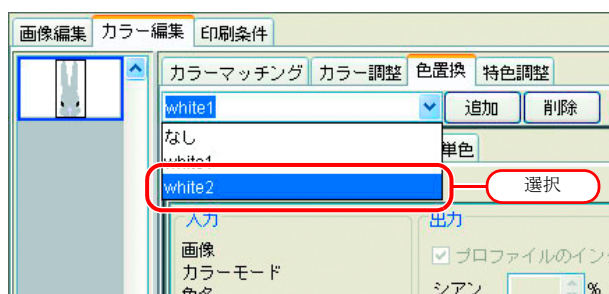 画像編集 カラー編集 印刷条件
カラーマッチング カラー調整 色置換 特色調整
white1 追加 削除
なし
white1 単色
white2 選択
入力 出力
画像 プロファイルのイン
カラーモード
色名 シアン %